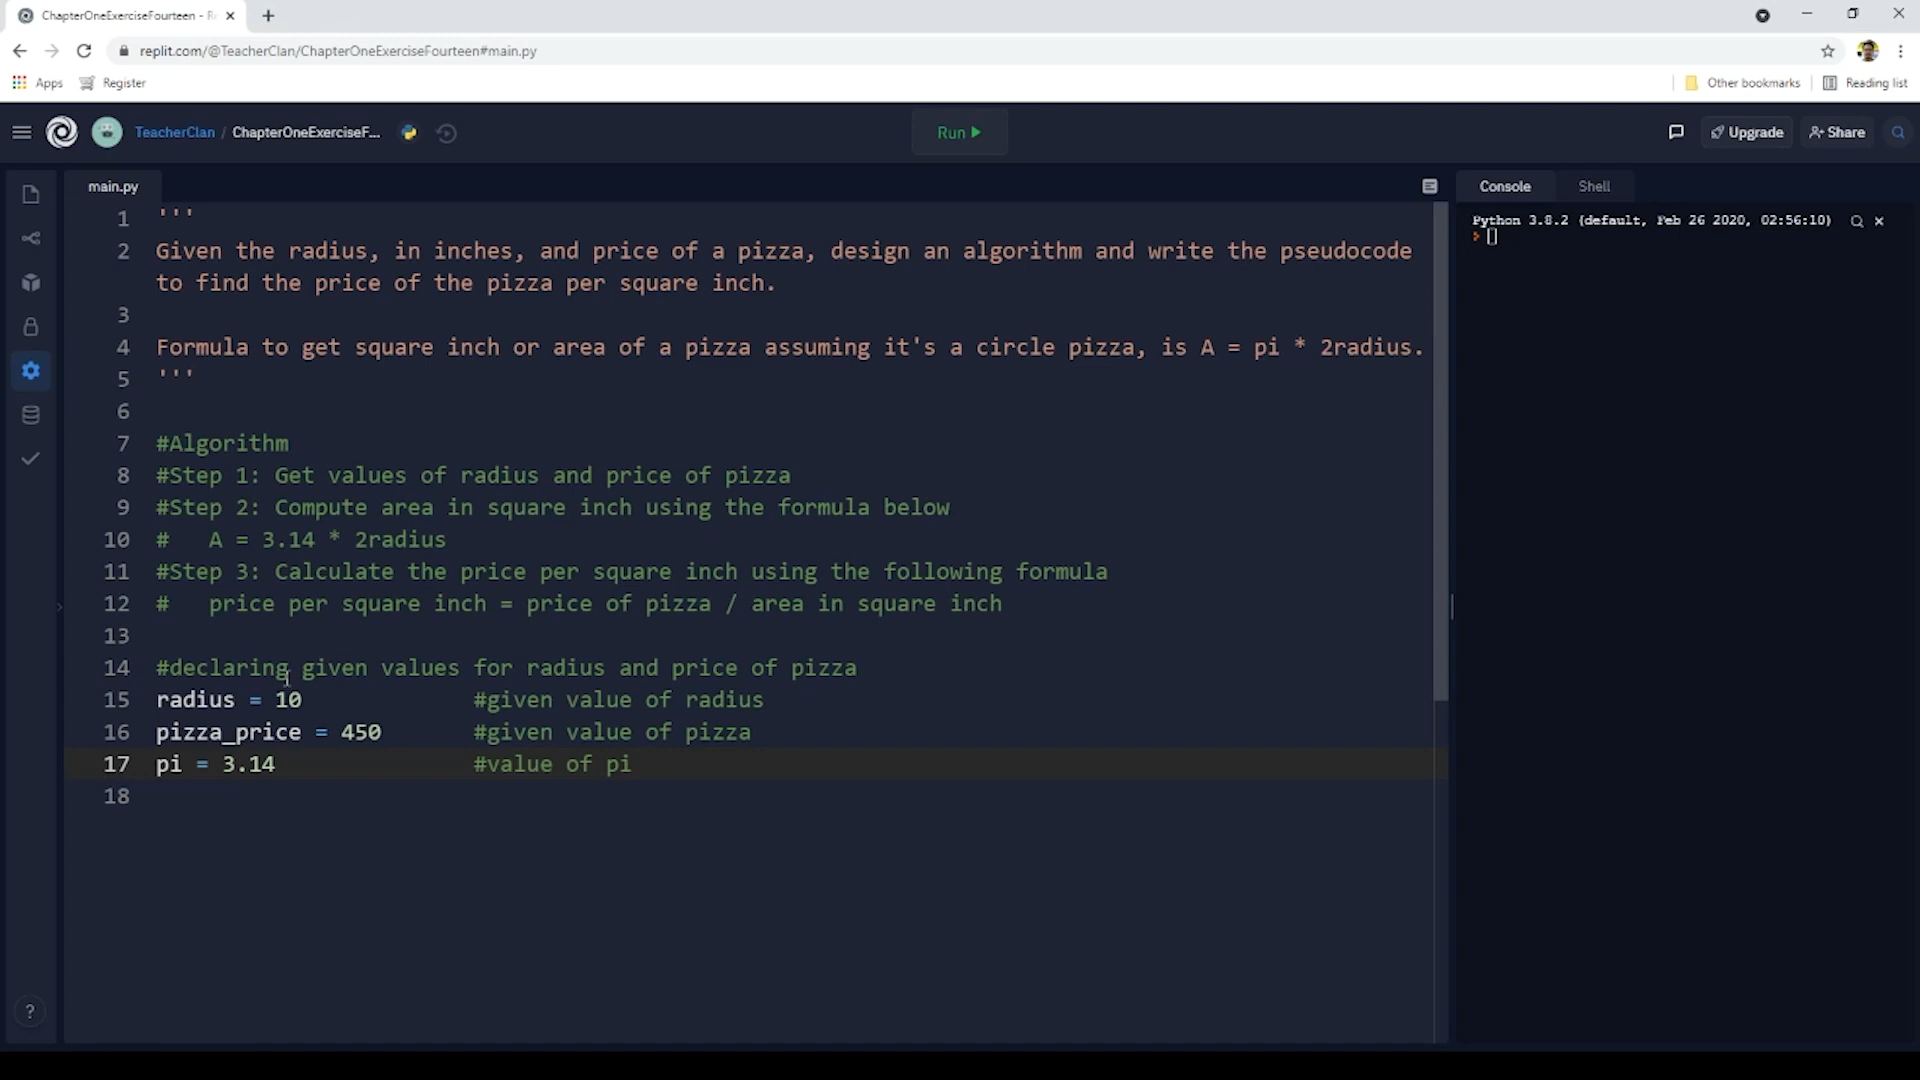 ChapterOneExerciseFourteen - R
replit.com/@TeacherClan/ChapterOneExerciseFourteen#main.py
Apps Register Other bookmarks Reading list
TeacherClan / ChapterOneExerciseF... Run Upgrade Share
main.py Console Shell
Python 3.8.2 (default, Feb 26 2020, 02:56:10)
1 '''
2 Given the radius, in inches, and price of a pizza, design an algorithm and write the pseudocode
to find the price of the pizza per square inch.
3
4 Formula to get square inch or area of a pizza assuming it's a circle pizza, is A = pi * 2radius.
5 '''
6
7 #Algorithm
8 #Step 1: Get values of radius and price of pizza
9 #Step 2: Compute area in square inch using the formula below
10 #   A = 3.14 * 2radius
11 #Step 3: Calculate the price per square inch using the following formula
12 #   price per square inch = price of pizza / area in square inch
13
14 #declaring given values for radius and price of pizza
15 radius = 10             #given value of radius
16 pizza_price = 450       #given value of pizza
17 pi = 3.14               #value of pi
18
?